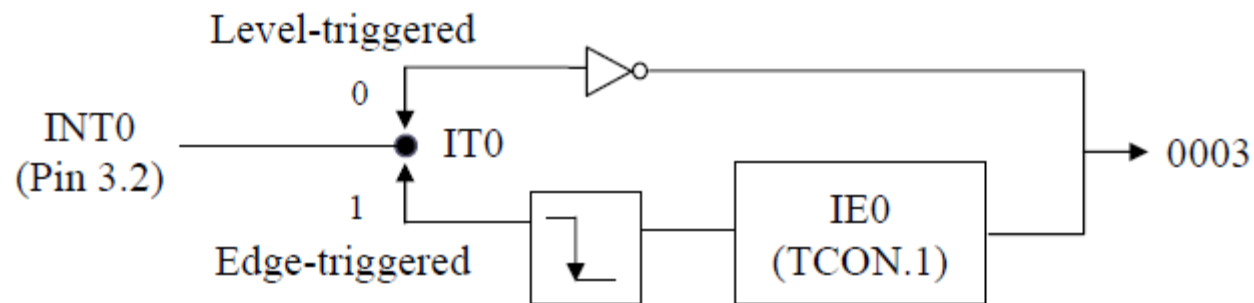 Level-triggered
0
INT0
(Pin 3.2)
IT0
0003
1
IE0
(TCON.1)
Edge-triggered